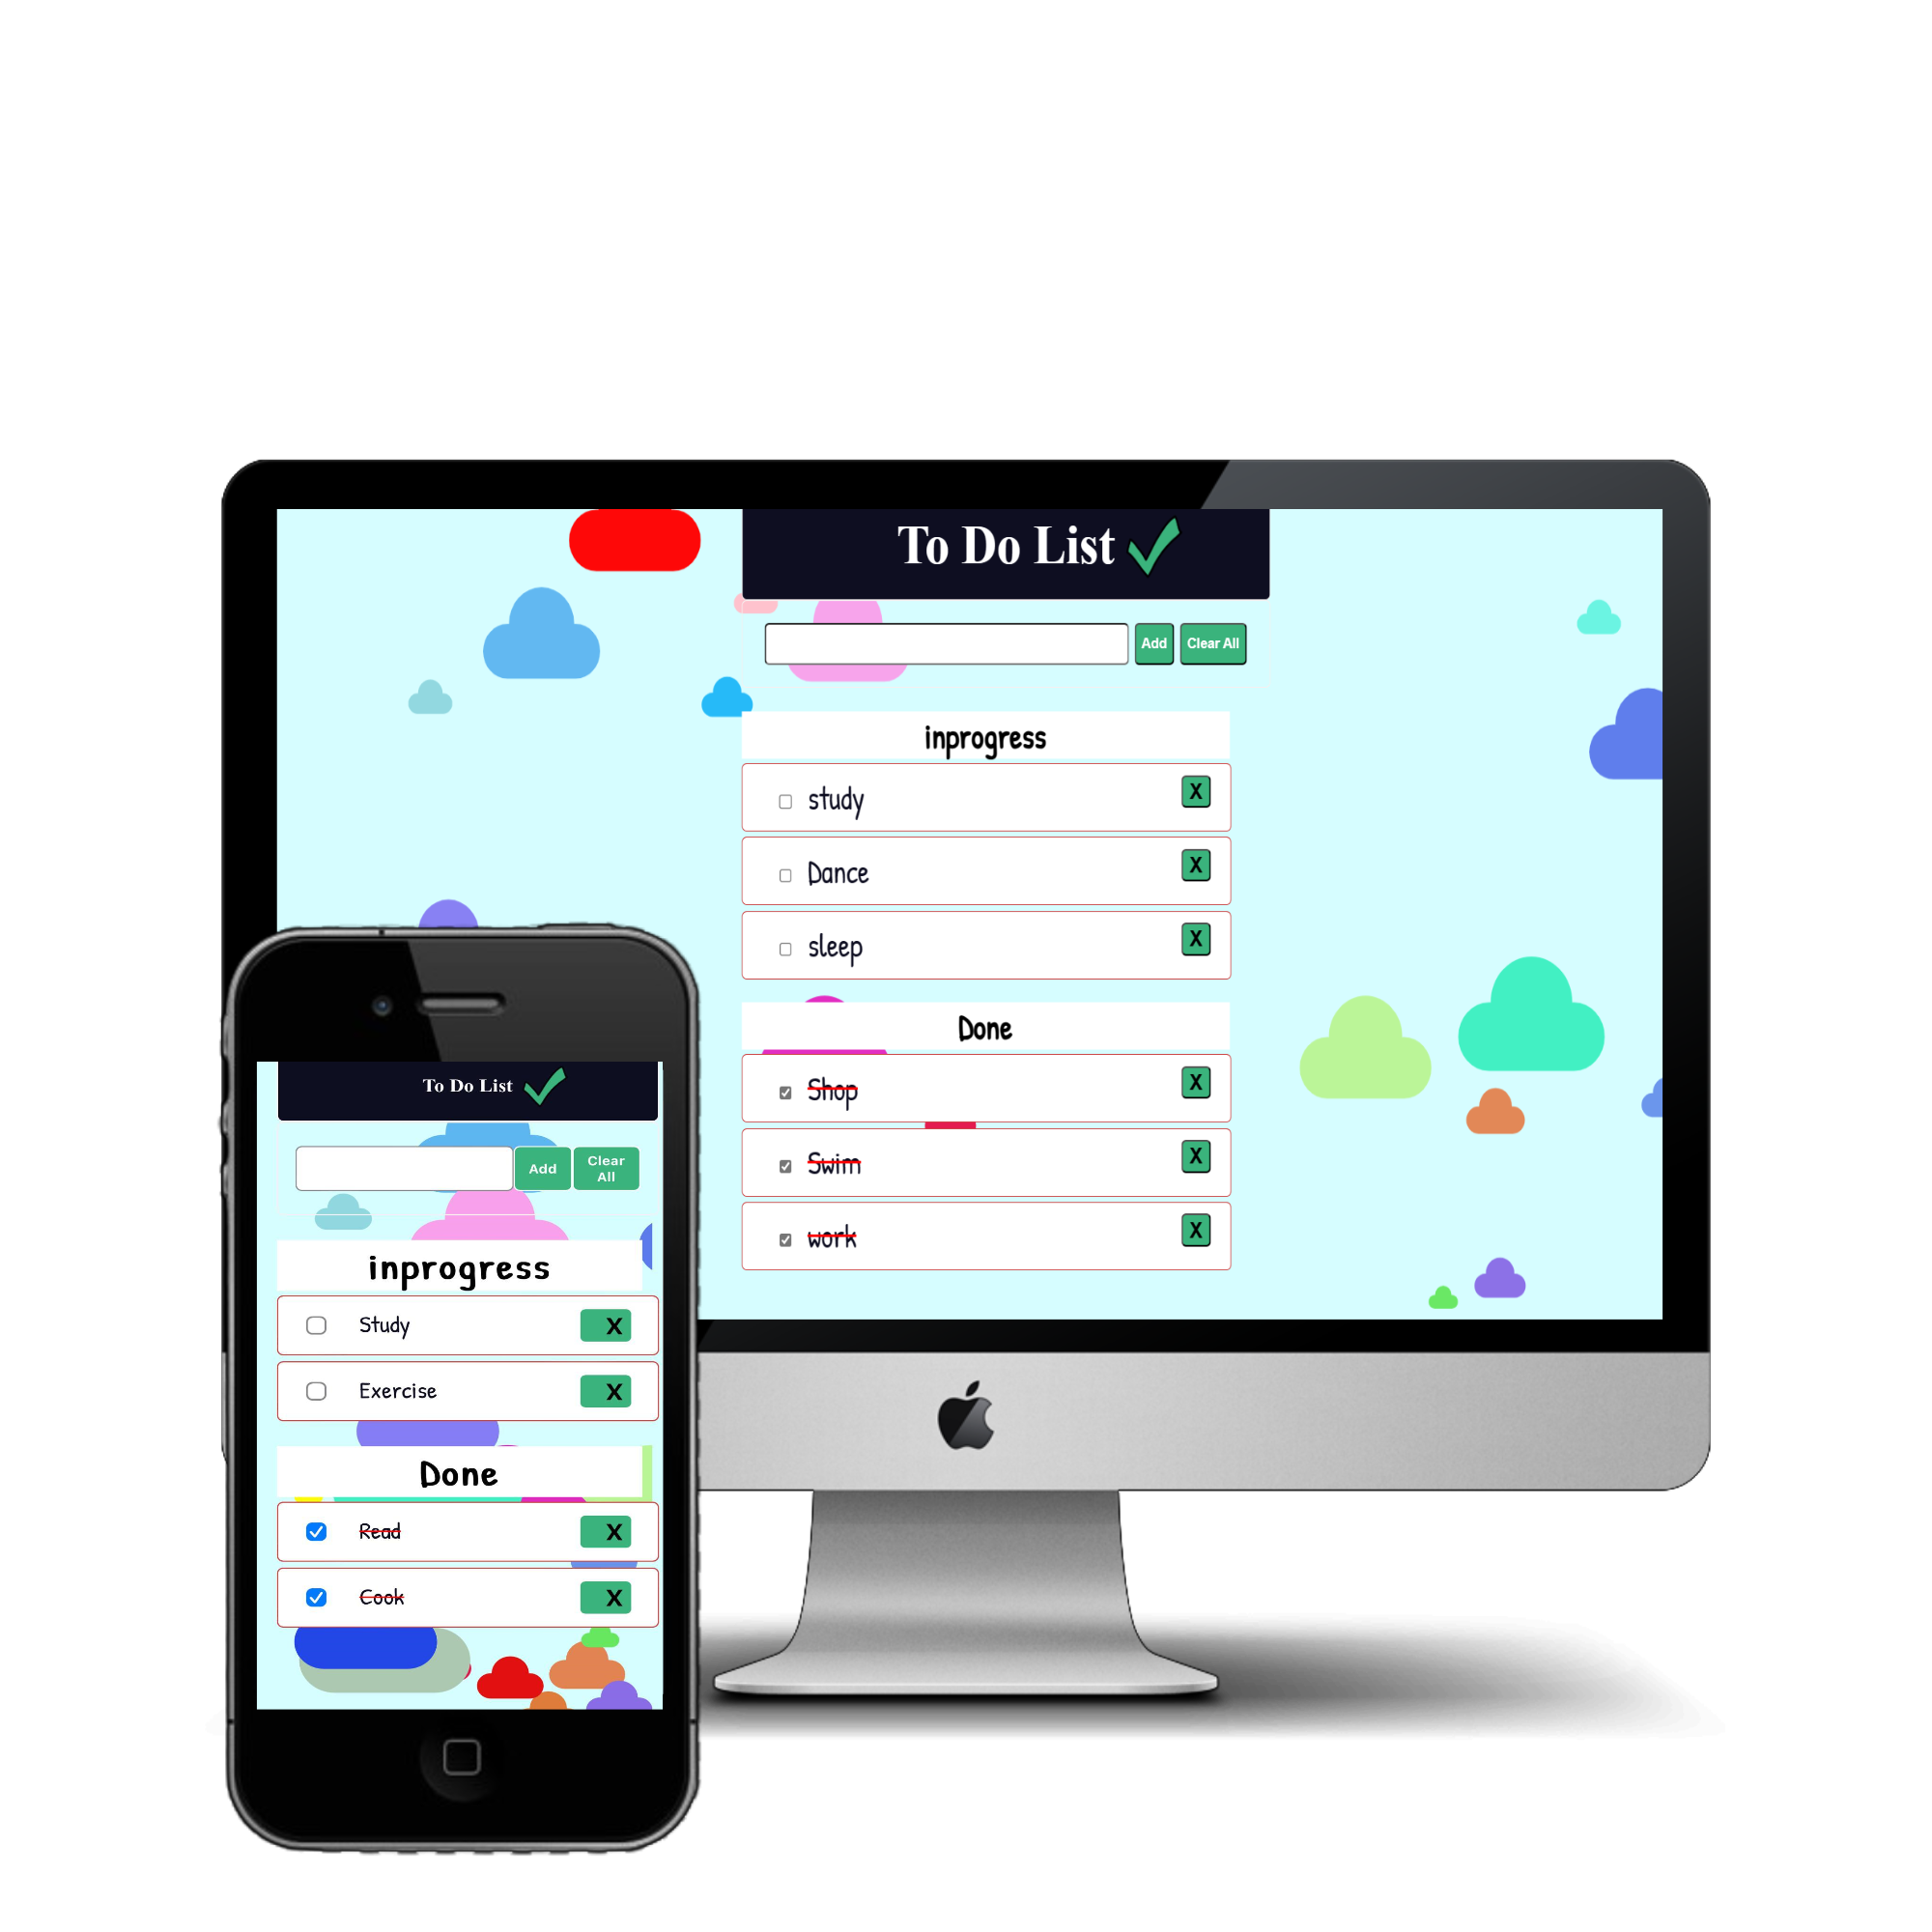 To Do List
Add
Clear All
inprogress
study
X
Dance
X
sleep
X
Done
Shop
X
Swim
X
work
X
To Do List
Add
Clear
All
inprogress
Study
X
Exercise
X
Done
Read
X
Cook
X